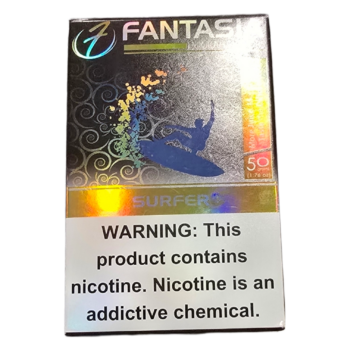 FANTASI
SURFER
50
WARNING: This
product contains
nicotine. Nicotine is an
addictive chemical.